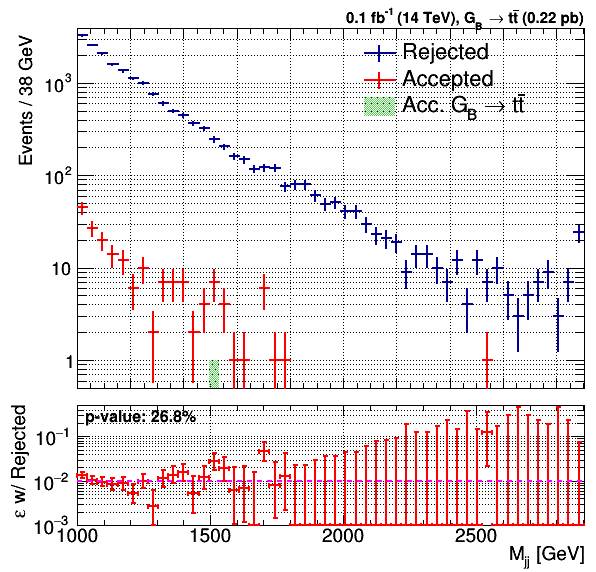 0.1 fb⁻¹ (14 TeV), G_B → tt̄ (0.22 pb)
Events / 38 GeV
Rejected
Accepted
Acc. G_B → tt̄
10³
10²
10
1
p-value: 26.8%
ε w/ Rejected
10⁻¹
10⁻²
10⁻³
1000 1500 2000 2500
M_jj [GeV]